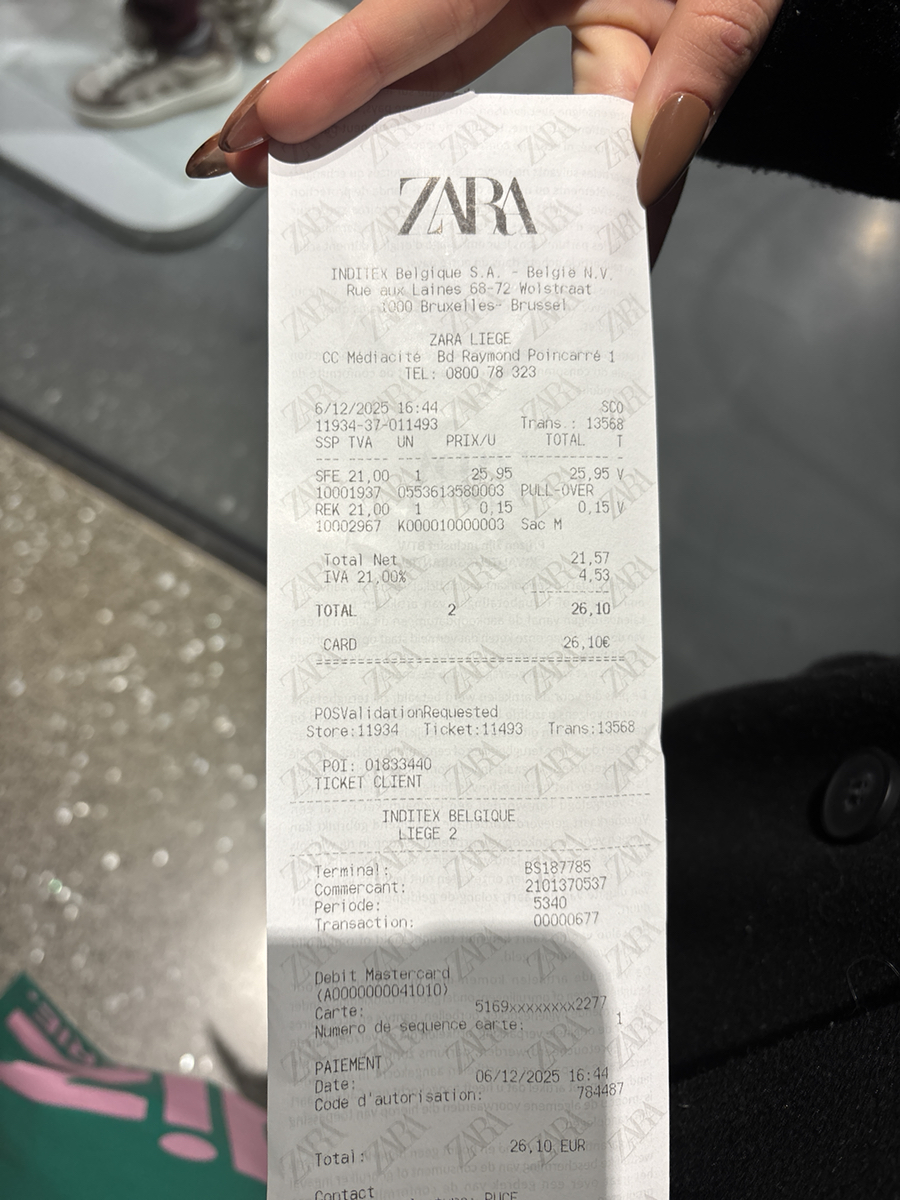 ZARA
INDITEX Belgique S.A. - België N.V.
Rue aux Laines 68-72 Wolstraat
1000 Bruxelles- Brussel
ZARA LIEGE
CC Médiacité Bd Raymond Poincarré 1
TEL: 0800 78 323
6/12/2025 16:44 SCO
11934-37-011493 Trans.: 13568
SSP TVA UN PRIX/U TOTAL T
SFE 21,00 1 25,95 25,95 V
10001937 0553613580003 PULL-OVER
REK 21,00 1 0,15 0,15 V
10002967 K000010000003 Sac M
Total Net 21,57
IVA 21,00% 4,53
TOTAL 2 26,10
CARD 26,10€
POSValidationRequested
Store:11934 Ticket:11493 Trans:13568
POI: 01833440
TICKET CLIENT
INDITEX BELGIQUE
LIEGE 2
Terminal: BS187785
Commercant: 2101370537
Periode: 5340
Transaction: 00000677
Debit Mastercard
(A0000000041010)
Carte: 5169xxxxxxxx2277
Numero de sequence carte: 1
PAIEMENT
Date: 06/12/2025 16:44
Code d'autorisation: 784487
Total: 26,10 EUR
Contact
PUCE